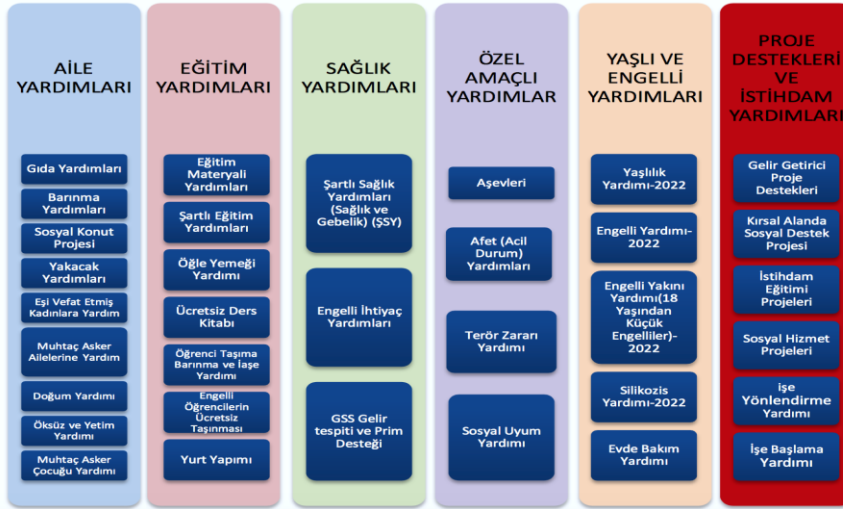 AİLE
YARDIMLARI
Gıda Yardımları
Barınma
Yardımları
Sosyal Konut
Projesi
Yakacak
Yardımları
Eşi Vefat Etmiş
Kadınlara Yardım
Muhtaç Asker
Ailelerine Yardım
Doğum Yardımı
Öksüz ve Yetim
Yardımı
Muhtaç Asker
Çocuğu Yardımı
EĞİTİM
YARDIMLARI
Eğitim
Materyali
Yardımları
Şartlı Eğitim
Yardımları
Öğle Yemeği
Yardımı
Ücretsiz Ders
Kitabı
Öğrenci Taşıma
Barınma ve İaşe
Yardımı
Engelli
Öğrencilerin
Ücretsiz
Taşınması
Yurt Yapımı
SAĞLIK
YARDIMLARI
Şartlı Sağlık
Yardımları
(Sağlık ve
Gebelik) (ŞSY)
Engelli İhtiyaç
Yardımları
GSS Gelir
tespiti ve Prim
Desteği
ÖZEL
AMAÇLI
YARDIMLAR
Aşevleri
Afet (Acil
Durum)
Yardımları
Terör Zararı
Yardımı
Sosyal Uyum
Yardımı
YAŞLI VE
ENGELLİ
YARDIMLARI
Yaşlılık
Yardımı-2022
Engelli Yardımı-
2022
Engelli Yakını
Yardımı(18
Yaşından
Küçük
Engelliler)-
2022
Silikozis
Yardımı-2022
Evde Bakım
Yardımı
PROJE
DESTEKLERİ
VE
İSTİHDAM
YARDIMLARI
Gelir Getirici
Proje
Destekleri
Kırsal Alanda
Sosyal Destek
Projesi
İstihdam
Eğitimi
Projeleri
Sosyal Hizmet
Projeleri
işe
Yönlendirme
Yardımı
İşe Başlama
Yardımı